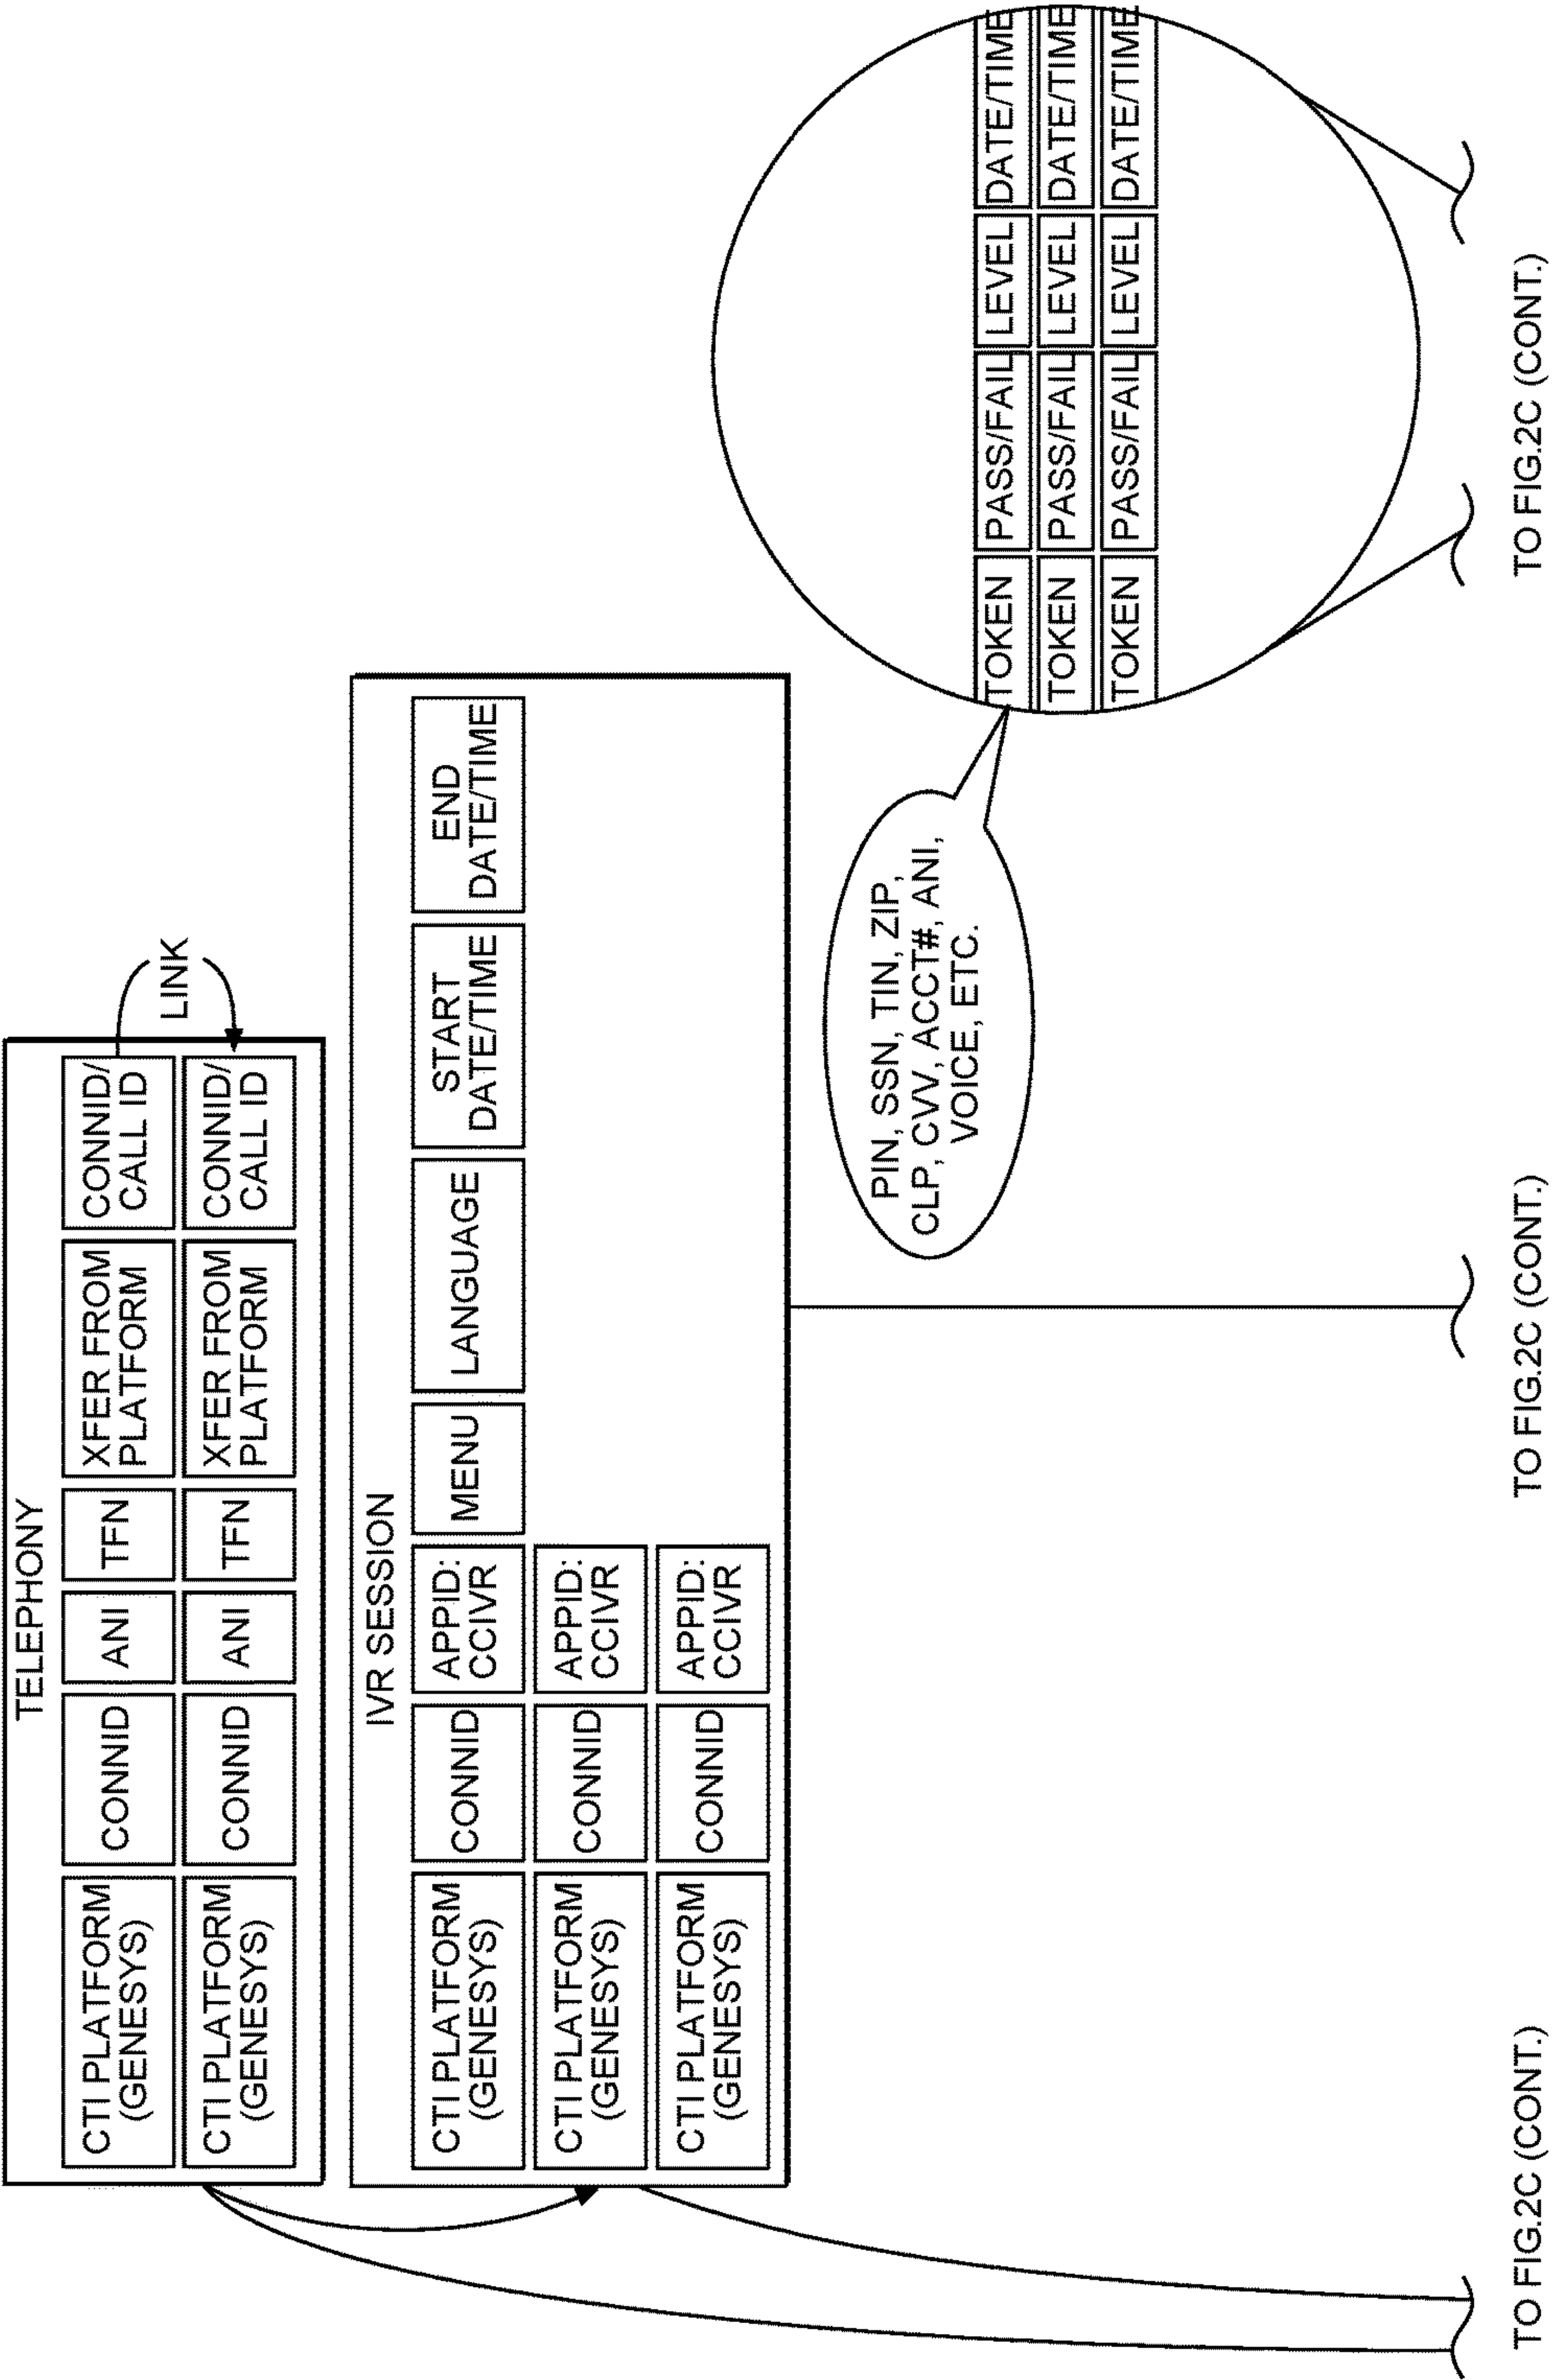 TELEPHONY
CTI PLATFORM
(GENESYS)
CONNID
ANI
TFN
XFER FROM
PLATFORM
CONNID/
CALL ID
CTI PLATFORM
(GENESYS)
CONNID
ANI
TFN
XFER FROM
PLATFORM
CONNID/
CALL ID
LINK
IVR SESSION
CTI PLATFORM
(GENESYS)
CONNID
APPID:
CCIVR
MENU
LANGUAGE
START
DATE/TIME
END
DATE/TIME
CTI PLATFORM
(GENESYS)
CONNID
APPID:
CCIVR
CTI PLATFORM
(GENESYS)
CONNID
APPID:
CCIVR
PIN, SSN, TIN, ZIP,
CLP, CVV, ACCT#, ANI,
VOICE, ETC.
TOKEN PASS/FAIL LEVEL DATE/TIME
TOKEN PASS/FAIL LEVEL DATE/TIME
TOKEN PASS/FAIL LEVEL DATE/TIME
TO FIG.2C (CONT.)
TO FIG.2C (CONT.)
TO FIG.2C (CONT.)